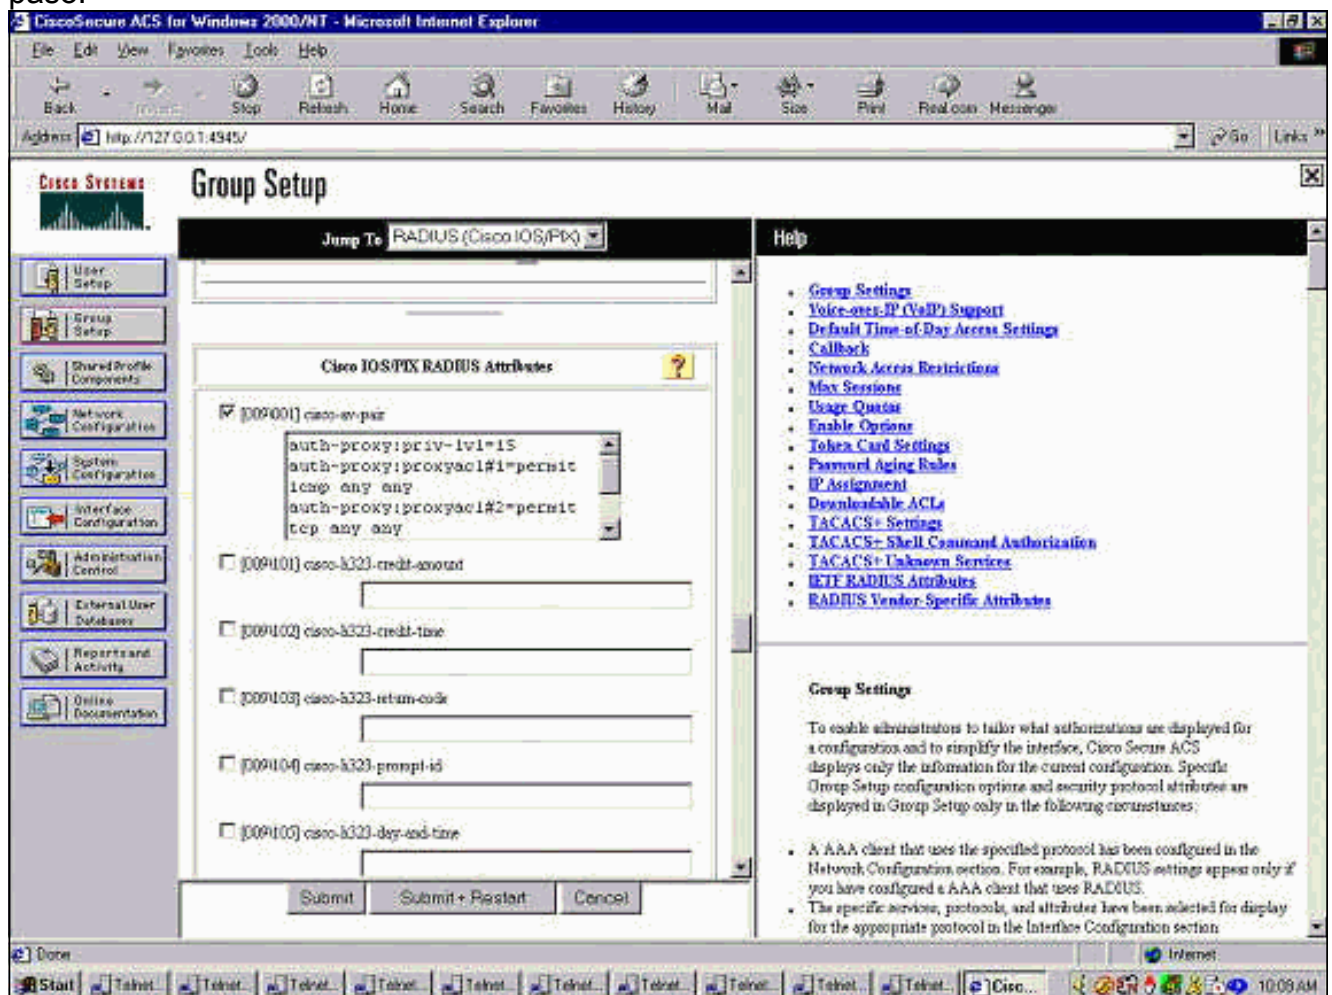 paso.
CiscoSecure ACS for Windows 2000/NT - Microsoft Internet Explorer
File Edit View Favorites Tools Help
Back Stop Refresh Home Search Favorites History Mail Size Print Real.com Messenger
Address http://127.0.0.1:4945/ Go Links »
CISCO SYSTEMS
Group Setup
Jump To RADIUS (Cisco IOS/PIX)
Help
User Setup
Group Setup
Shared Profile Components
Network Configuration
System Configuration
Interface Configuration
Administration Control
External User Databases
Reports and Activity
Online Documentation
Cisco IOS/PIX RADIUS Attributes ?
[009\001] cisco-av-pair
auth-proxy:priv-lvl=15
auth-proxy:proxyacl#1=permit
icmp any any
auth-proxy:proxyacl#2=permit
tcp any any
[009\101] cisco-h323-credit-amount
[009\102] cisco-h323-credit-time
[009\103] cisco-h323-return-code
[009\104] cisco-h323-prompt-id
[009\105] cisco-h323-day-and-time
Submit Submit + Restart Cancel
Group Settings
Voice-over-IP (VoIP) Support
Default Time-of-Day Access Settings
Callback
Network Access Restrictions
Max Sessions
Usage Quotas
Enable Options
Token Card Settings
Password Aging Rules
IP Assignment
Downloadable ACLs
TACACS+ Settings
TACACS+ Shell Command Authorization
TACACS+ Unknown Services
IETF RADIUS Attributes
RADIUS Vendor-Specific Attributes
Group Settings
To enable administrators to tailor what authorizations are displayed for
a configuration and to simplify the interface, Cisco Secure ACS
displays only the information for the current configuration. Specific
Group Setup configuration options and security protocol attributes are
displayed in Group Setup only in the following circumstances:
A AAA client that uses the specified protocol has been configured in the
Network Configuration section. For example, RADIUS settings appear only if
you have configured a AAA client that uses RADIUS.
The specific services, protocols, and attributes have been selected for display
for the appropriate protocol in the Interface Configuration section
Done Internet
Start Telnet... Telnet... Telnet... Telnet... Telnet... Telnet... Telnet... Telnet... Telnet... Telnet... Cisc... 10:09 AM